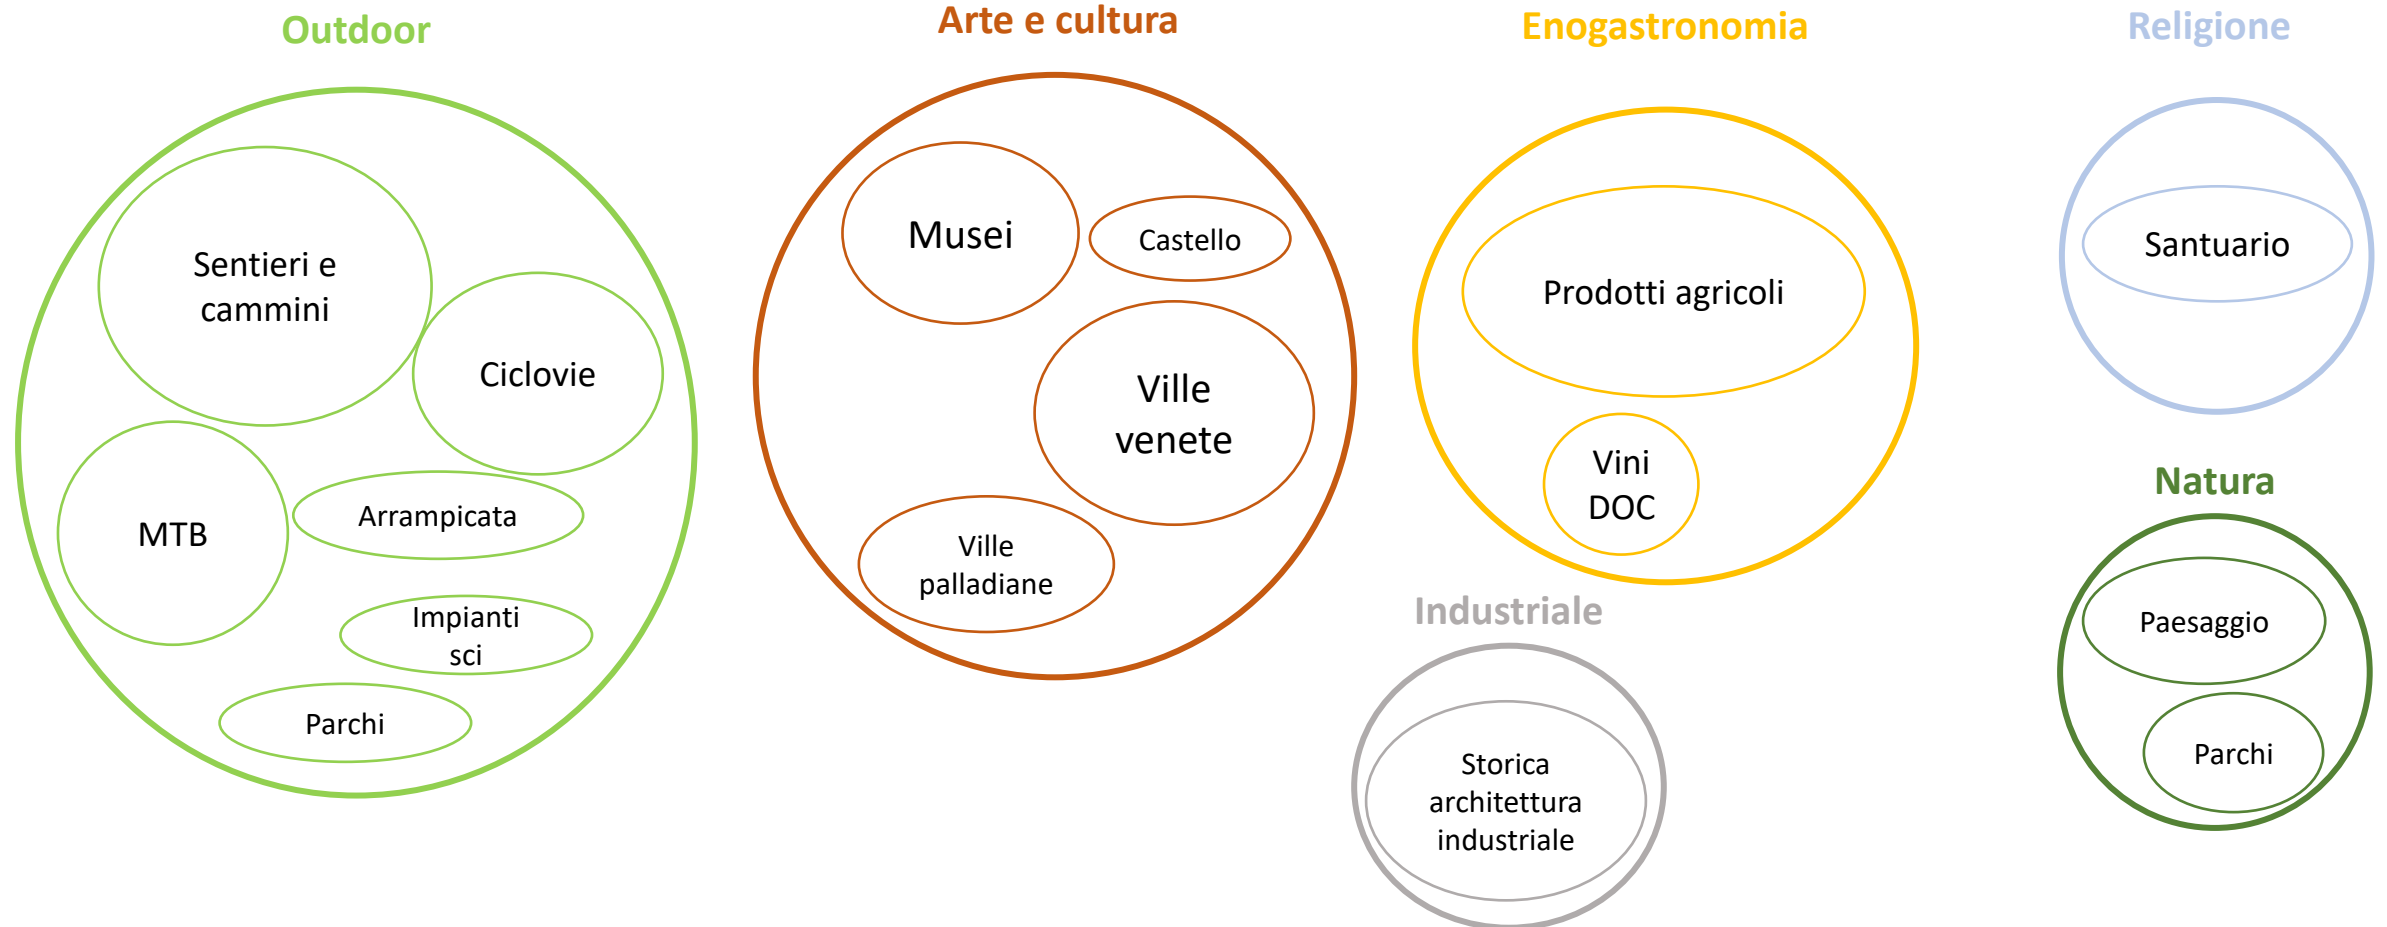 Outdoor
Sentieri e
cammini
Ciclovie
MTB
Arrampicata
Impianti
sci
Parchi
Arte e cultura
Musei
Castello
Ville
venete
Ville
palladiane
Enogastronomia
Prodotti agricoli
Vini
DOC
Industriale
Storica
architettura
industriale
Religione
Santuario
Natura
Paesaggio
Parchi